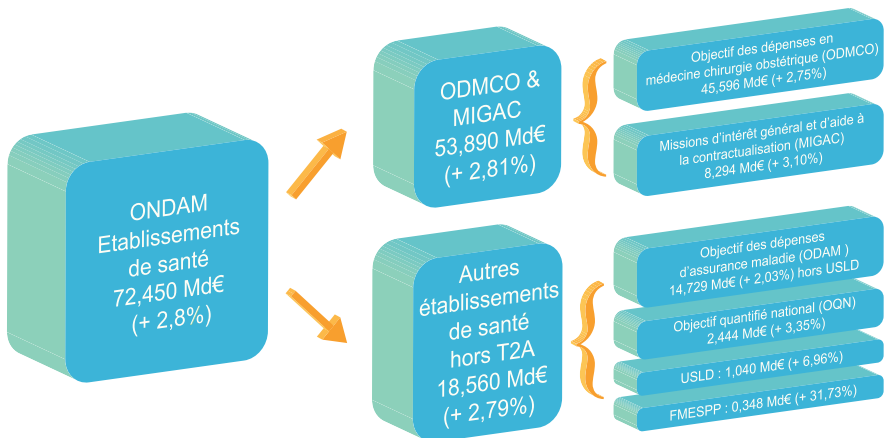 ONDAM
Etablissements
de santé
72,450 Md€
(+ 2,8%)
ODMCO &
MIGAC
53,890 Md€
(+ 2,81%)
Objectif des dépenses en
médecine chirurgie obstétrique (ODMCO)
45,596 Md€ (+ 2,75%)
Missions d'intérêt général et d'aide à
la contractualisation (MIGAC)
8,294 Md€ (+ 3,10%)
Autres
établissements
de santé
hors T2A
18,560 Md€
(+ 2,79%)
Objectif des dépenses
d'assurance maladie (ODAM )
14,729 Md€ (+ 2,03%) hors USLD
Objectif quantifié national (OQN)
2,444 Md€ (+ 3,35%)
USLD : 1,040 Md€ (+ 6,96%)
FMESPP : 0,348 Md€ (+ 31,73%)